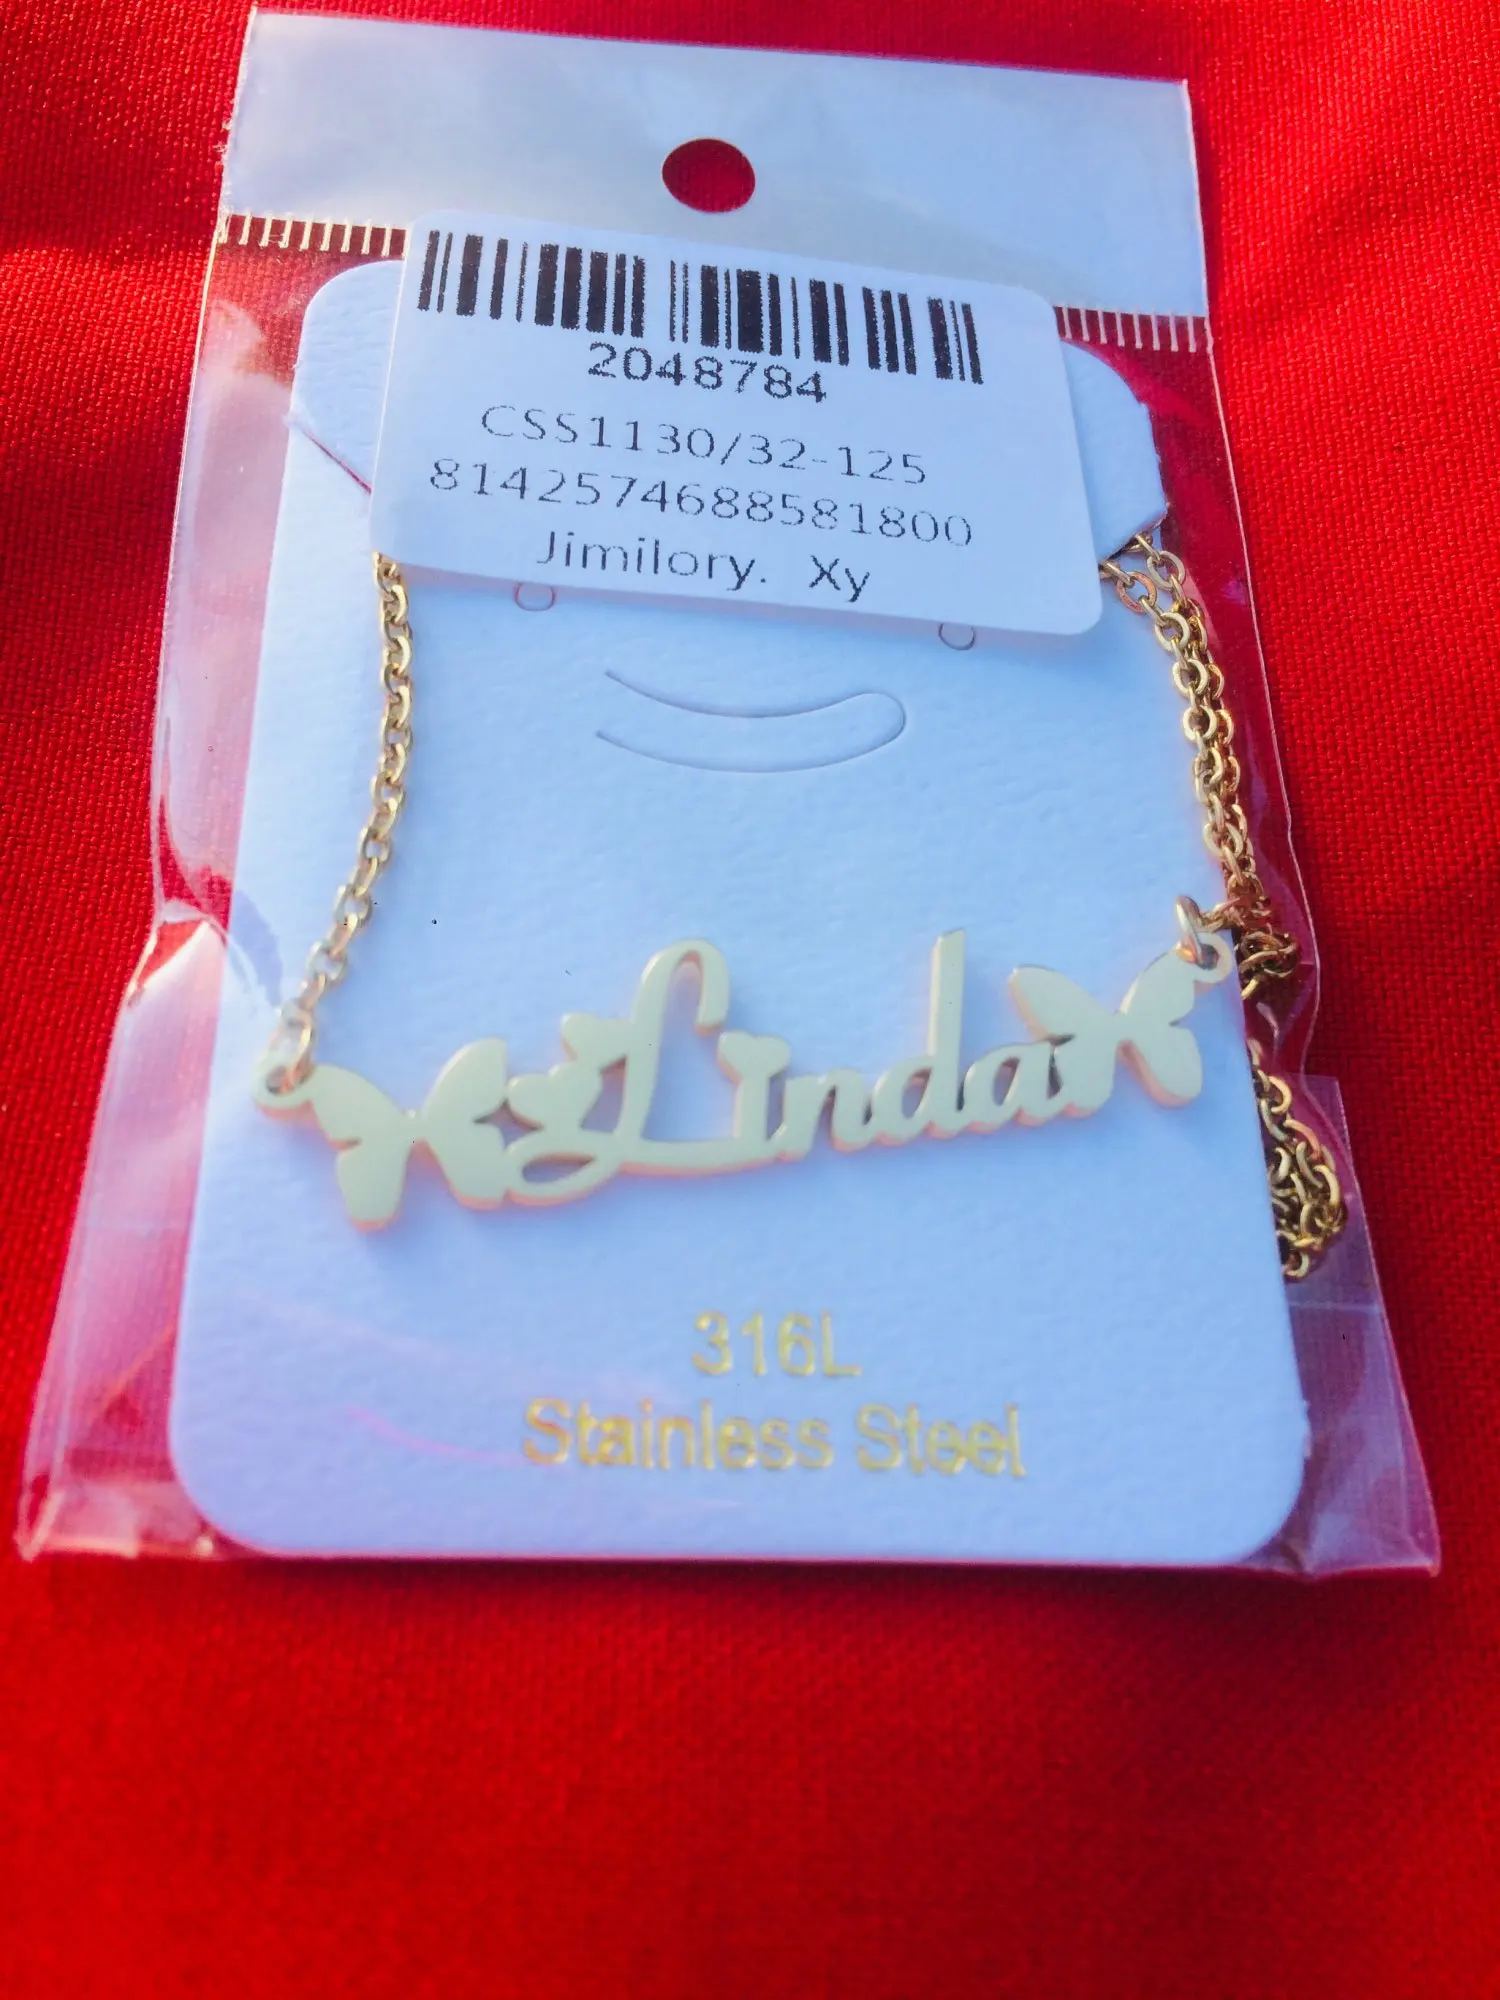 2048784
CSS1130/32-125
8142574688581800
Jimilory. Xy
Linda
316L
Stainless Steel